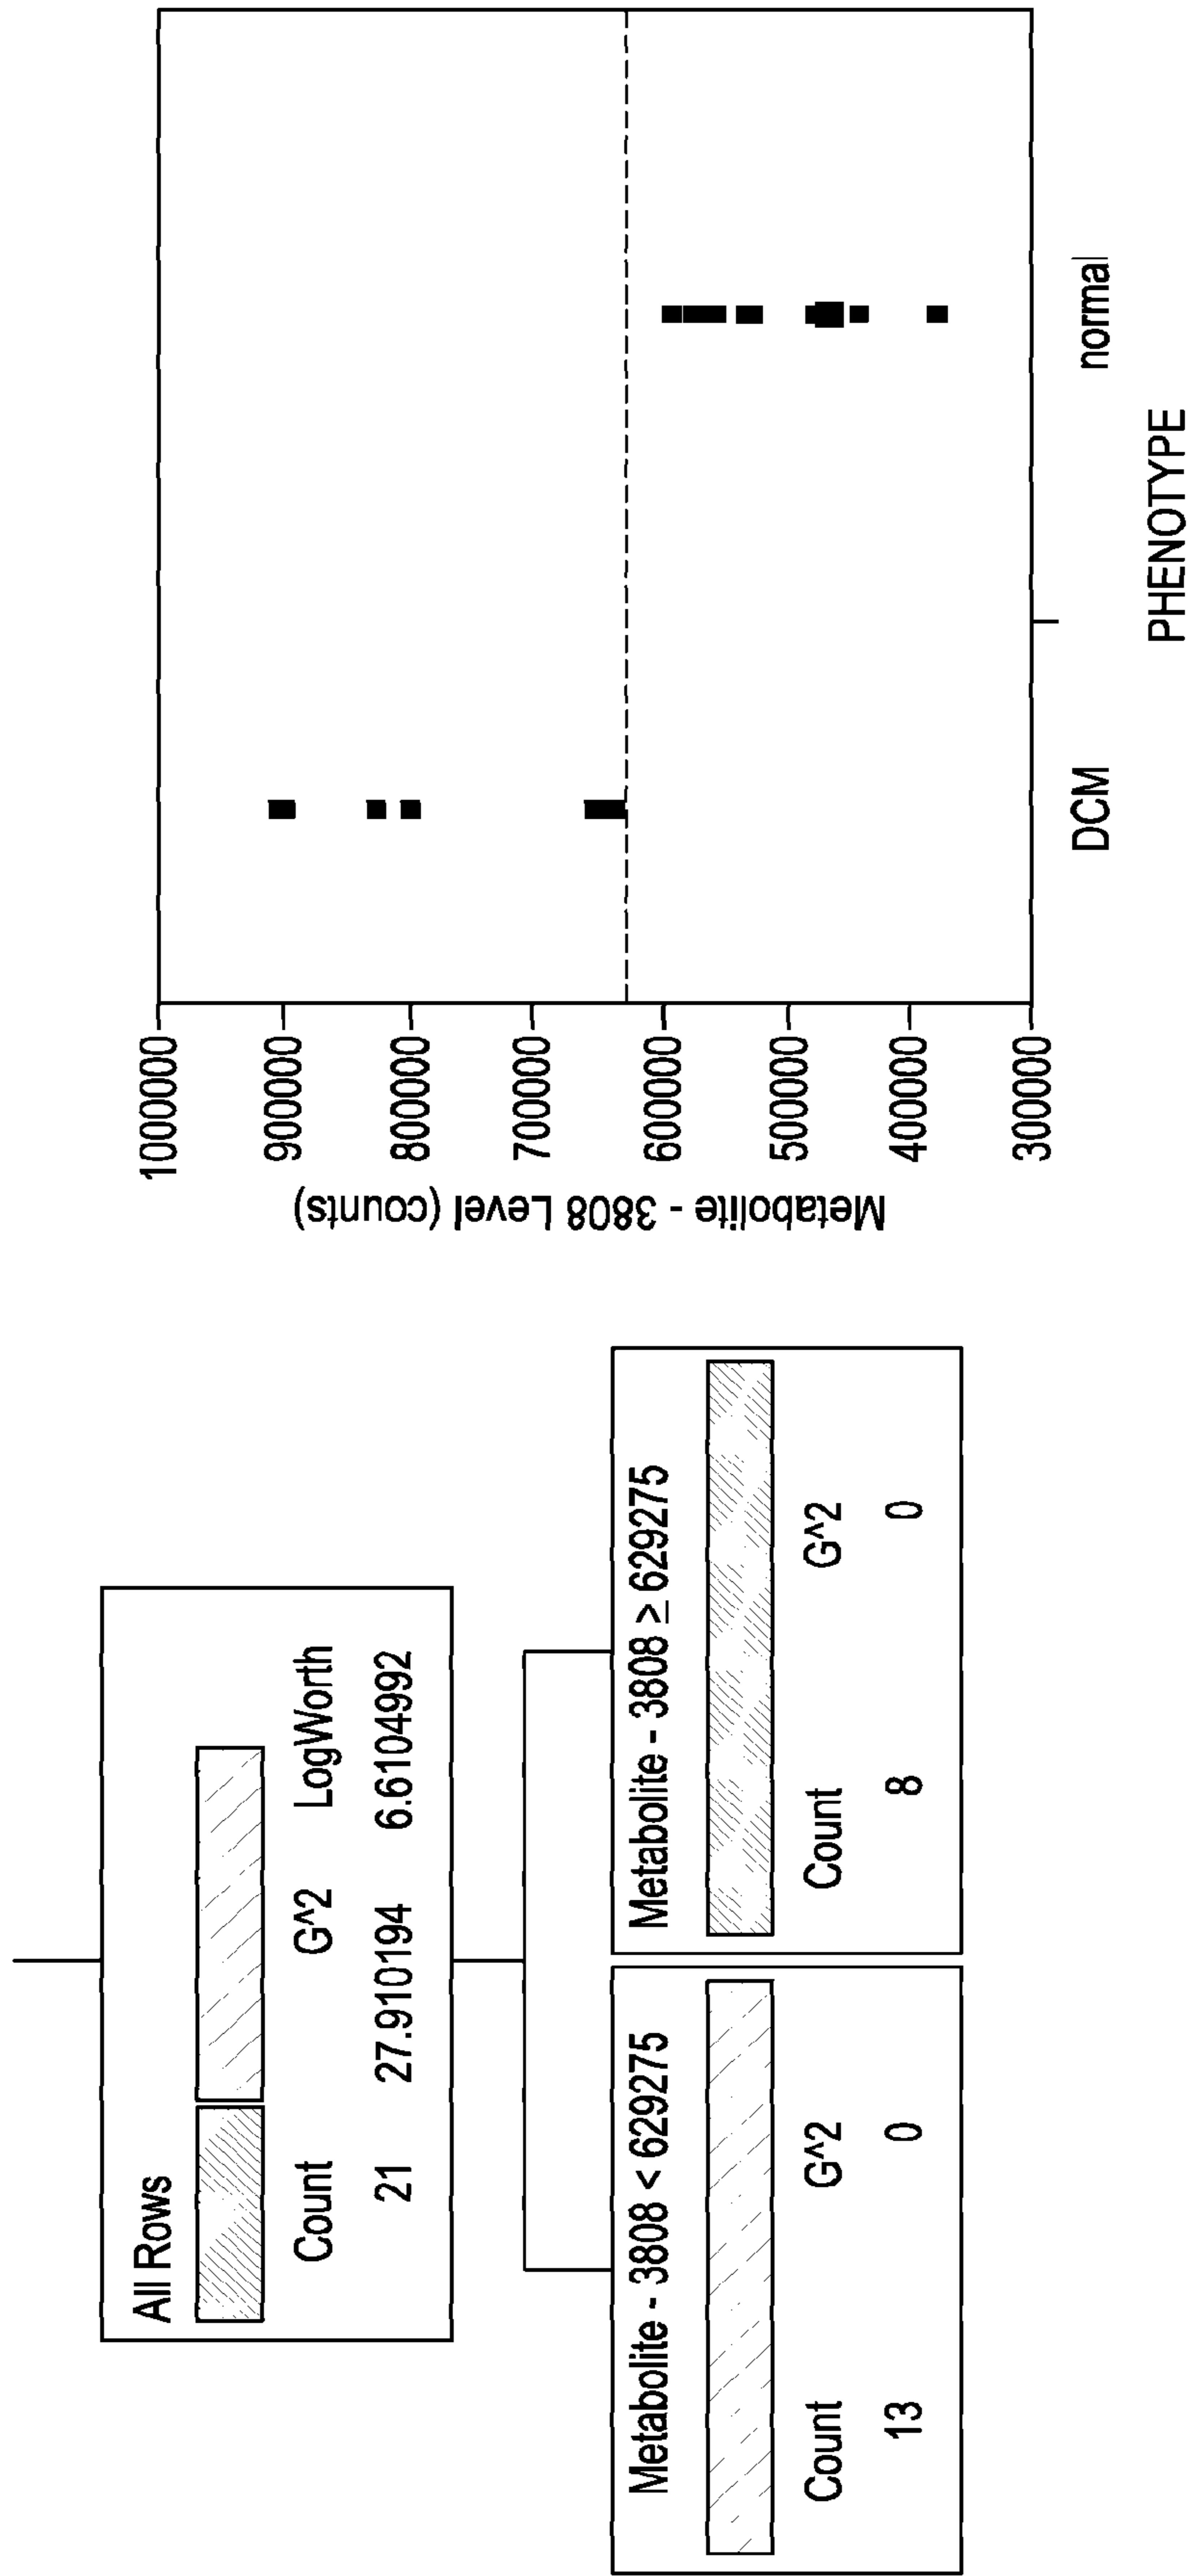 All Rows
Count G^2 LogWorth
21 27.910194 6.6104992
Metabolite - 3808 < 629275
Count G^2
13 0
Metabolite - 3808 ≥ 629275
Count G^2
8 0
Metabolite - 3808 Level (counts)
1000000
900000
800000
700000
600000
500000
400000
300000
DCM normal
PHENOTYPE